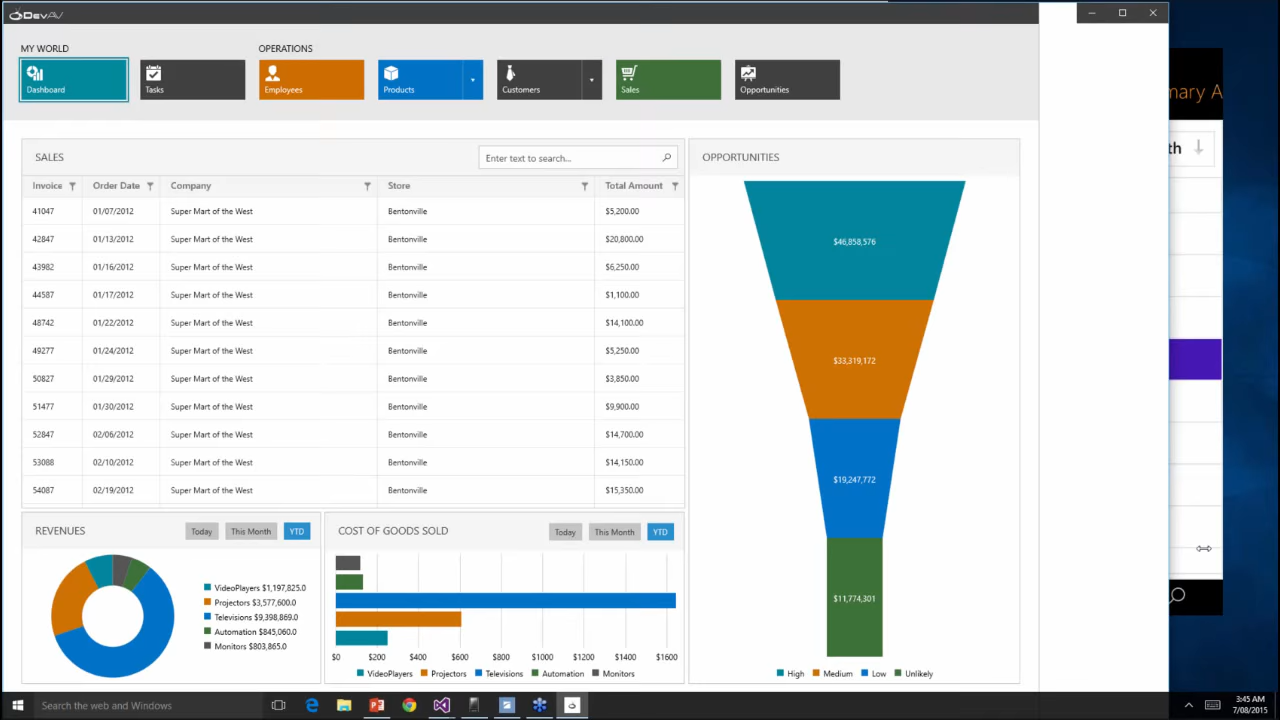 DevAV
MY WORLD
OPERATIONS
Dashboard
Tasks
Employees
Products
Customers
Sales
Opportunities
SALES
Enter text to search...
Invoice Order Date Company Store Total Amount
41047 01/07/2012 Super Mart of the West Bentonville $5,200.00
42847 01/13/2012 Super Mart of the West Bentonville $20,800.00
43982 01/16/2012 Super Mart of the West Bentonville $6,250.00
44587 01/17/2012 Super Mart of the West Bentonville $1,100.00
48742 01/22/2012 Super Mart of the West Bentonville $14,100.00
49277 01/24/2012 Super Mart of the West Bentonville $5,250.00
50827 01/29/2012 Super Mart of the West Bentonville $3,850.00
51477 01/30/2012 Super Mart of the West Bentonville $9,900.00
52847 02/06/2012 Super Mart of the West Bentonville $14,700.00
53088 02/10/2012 Super Mart of the West Bentonville $14,150.00
54087 02/19/2012 Super Mart of the West Bentonville $15,350.00
OPPORTUNITIES
$46,858,576
$33,319,172
$19,247,772
$11,774,301
High Medium Low Unlikely
REVENUES
Today This Month YTD
VideoPlayers $1,197,825.0
Projectors $3,577,600.0
Televisions $9,398,869.0
Automation $845,060.0
Monitors $803,865.0
COST OF GOODS SOLD
Today This Month YTD
$0 $200 $400 $600 $800 $1000 $1200 $1400 $1600
VideoPlayers Projectors Televisions Automation Monitors
mary A
th
Search the web and Windows
3:45 AM
7/08/2015